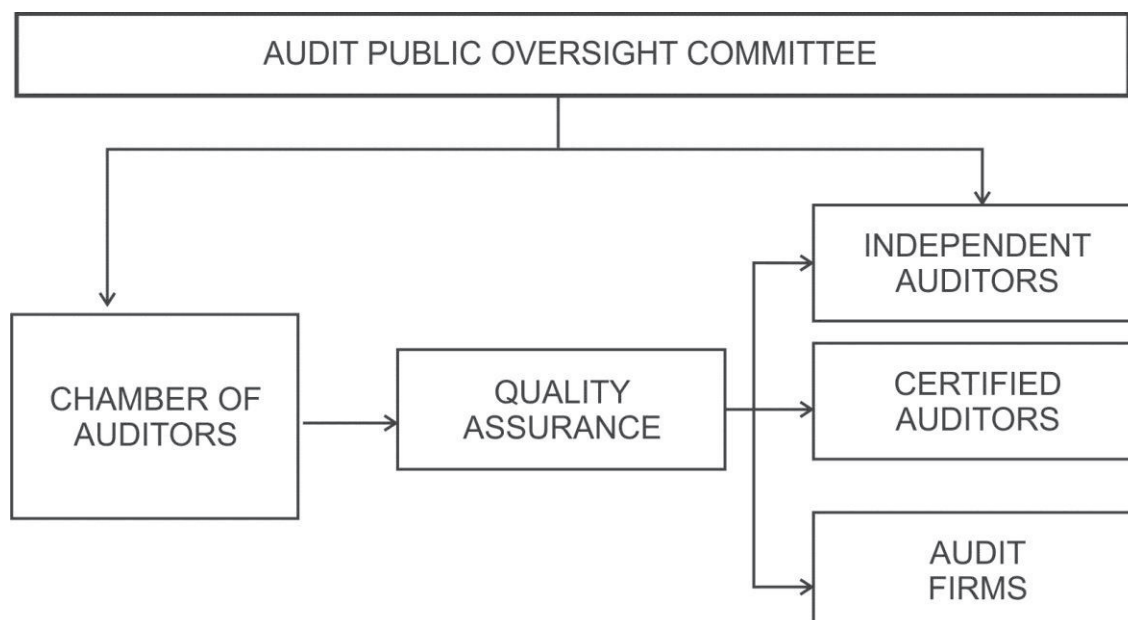 AUDIT PUBLIC OVERSIGHT COMMITTEE
INDEPENDENT
AUDITORS
CHAMBER OF
AUDITORS
QUALITY
ASSURANCE
CERTIFIED
AUDITORS
AUDIT
FIRMS